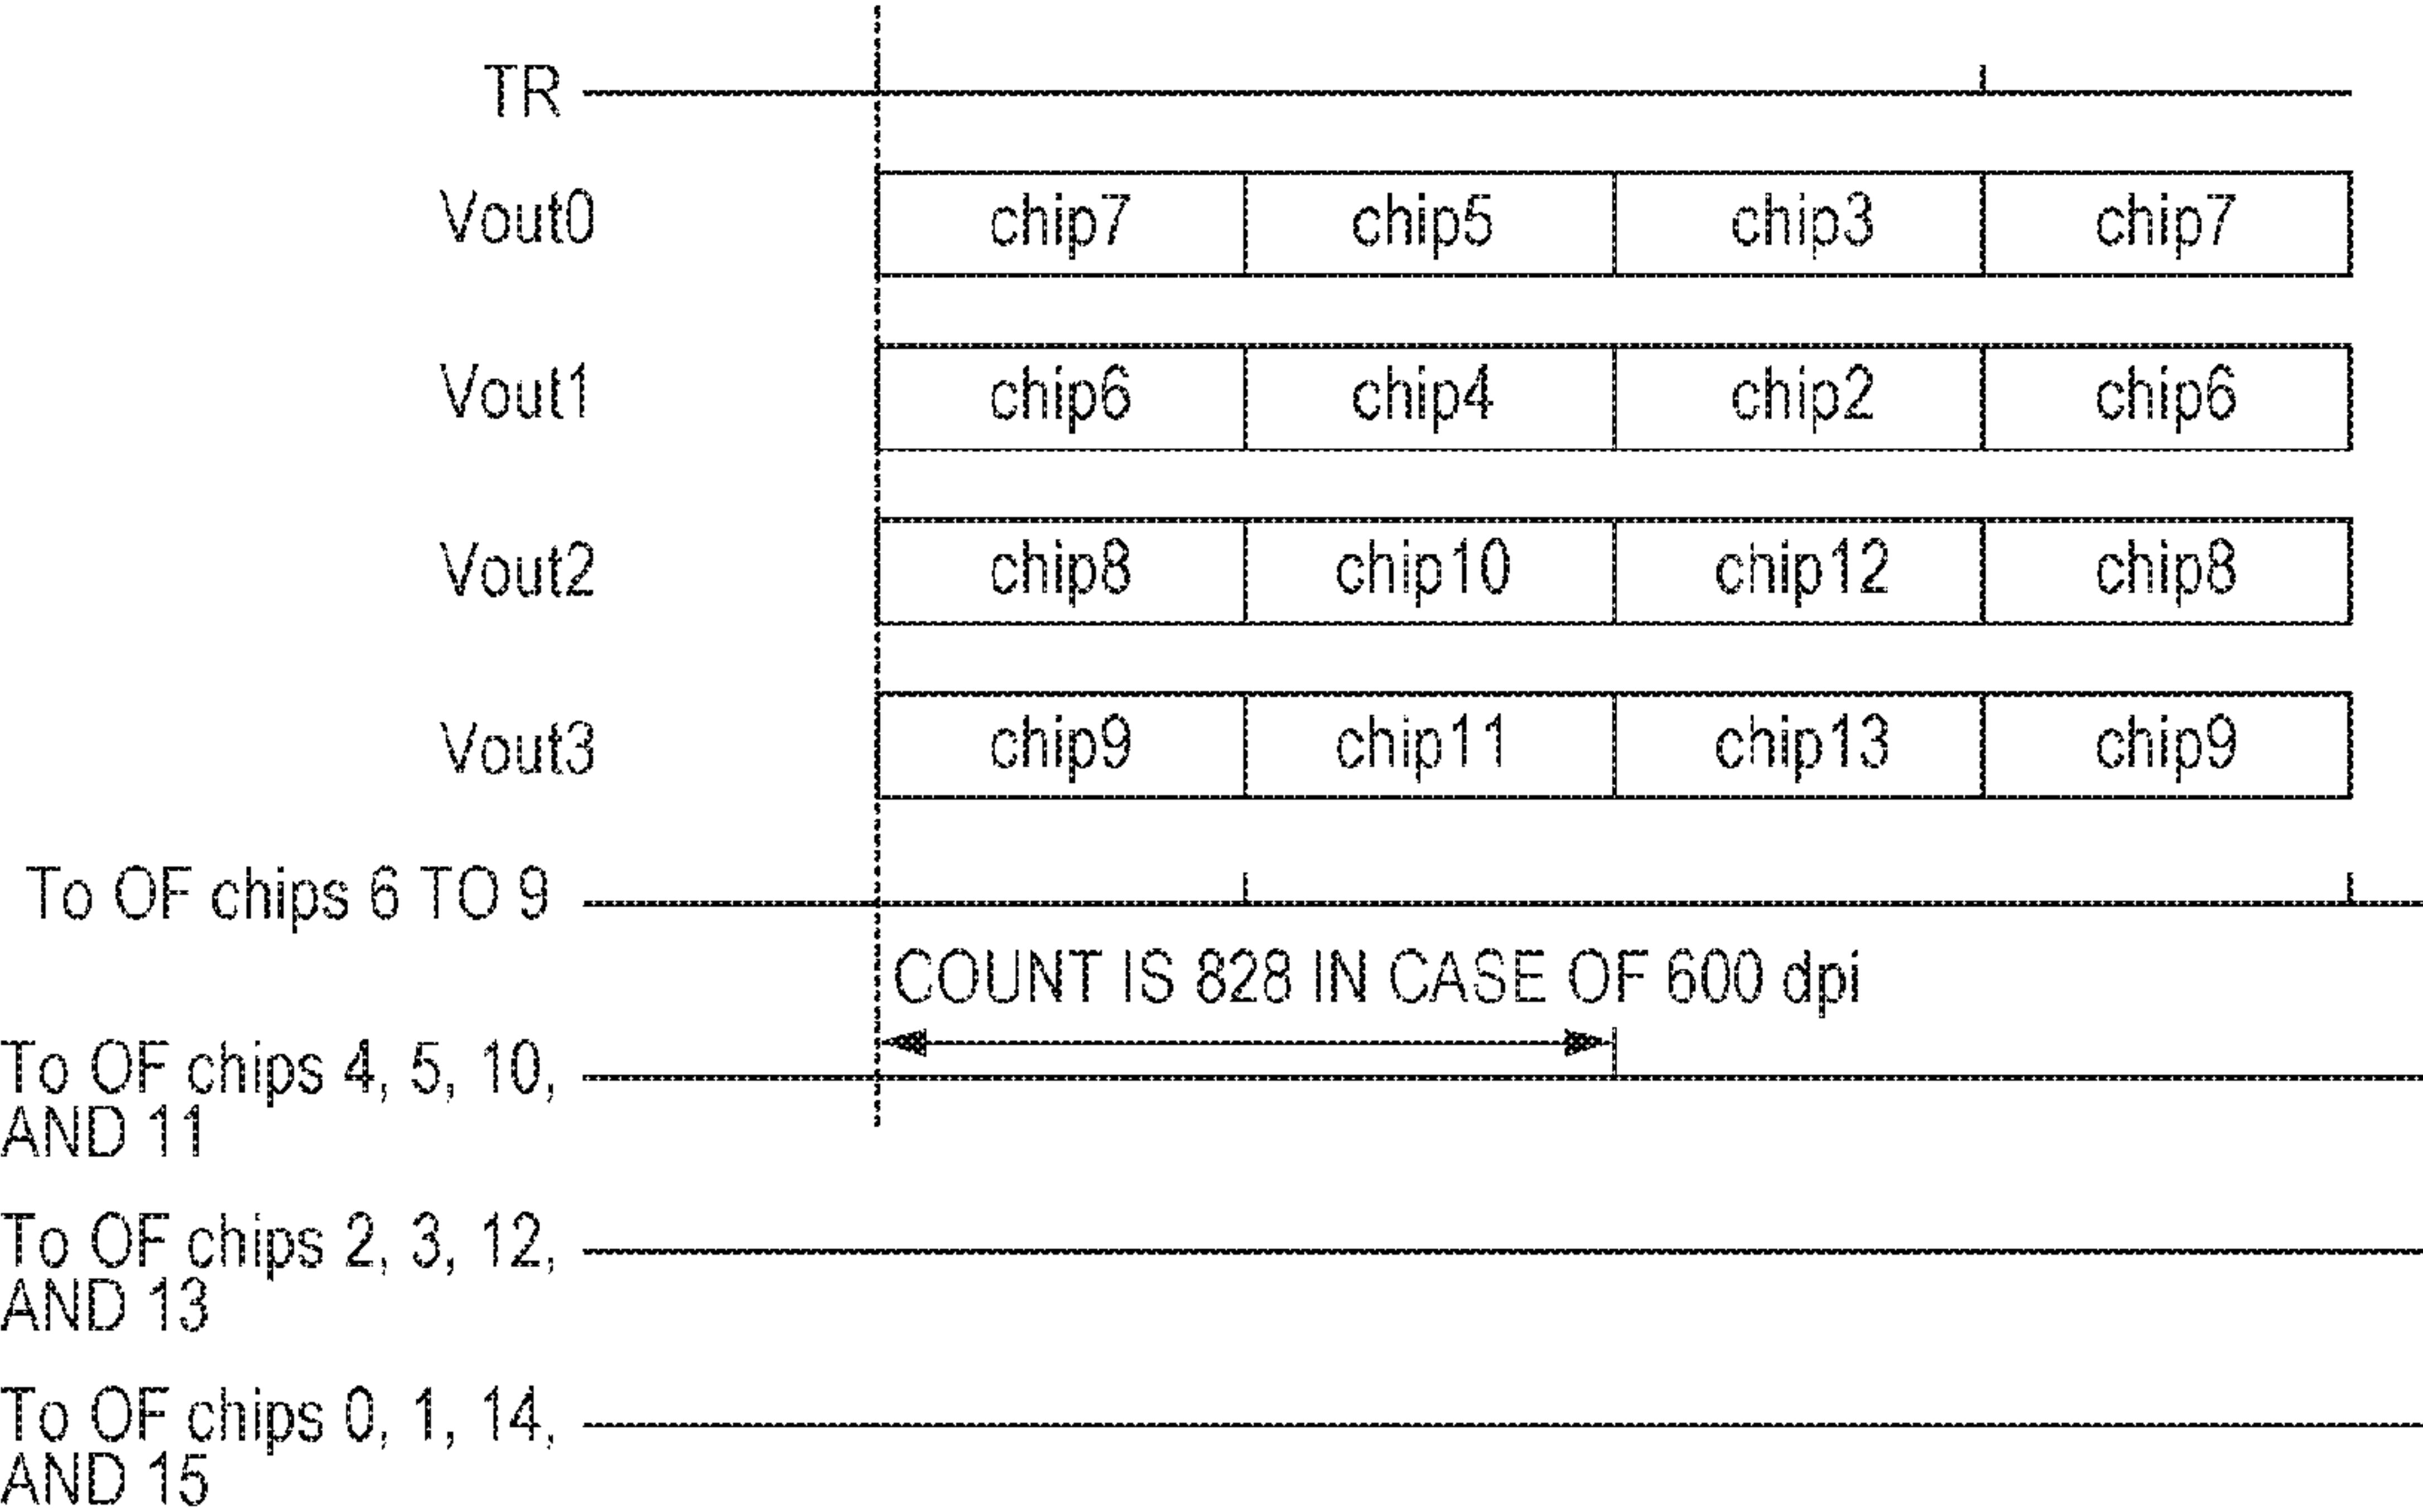 TR
Vout0 chip7 chip5 chip3 chip7
Vout1 chip6 chip4 chip2 chip6
Vout2 chip8 chip10 chip12 chip8
Vout3 chip9 chip11 chip13 chip9
To OF chips 6 TO 9
COUNT IS 828 IN CASE OF 600 dpi
To OF chips 4, 5, 10,
AND 11
To OF chips 2, 3, 12,
AND 13
To OF chips 0, 1, 14,
AND 15